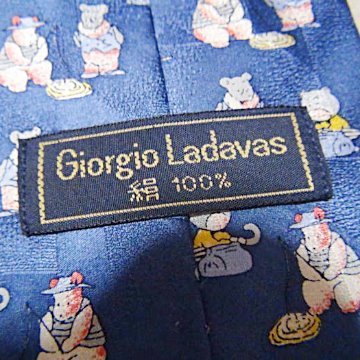 Giorgio Ladavas
絹 100%